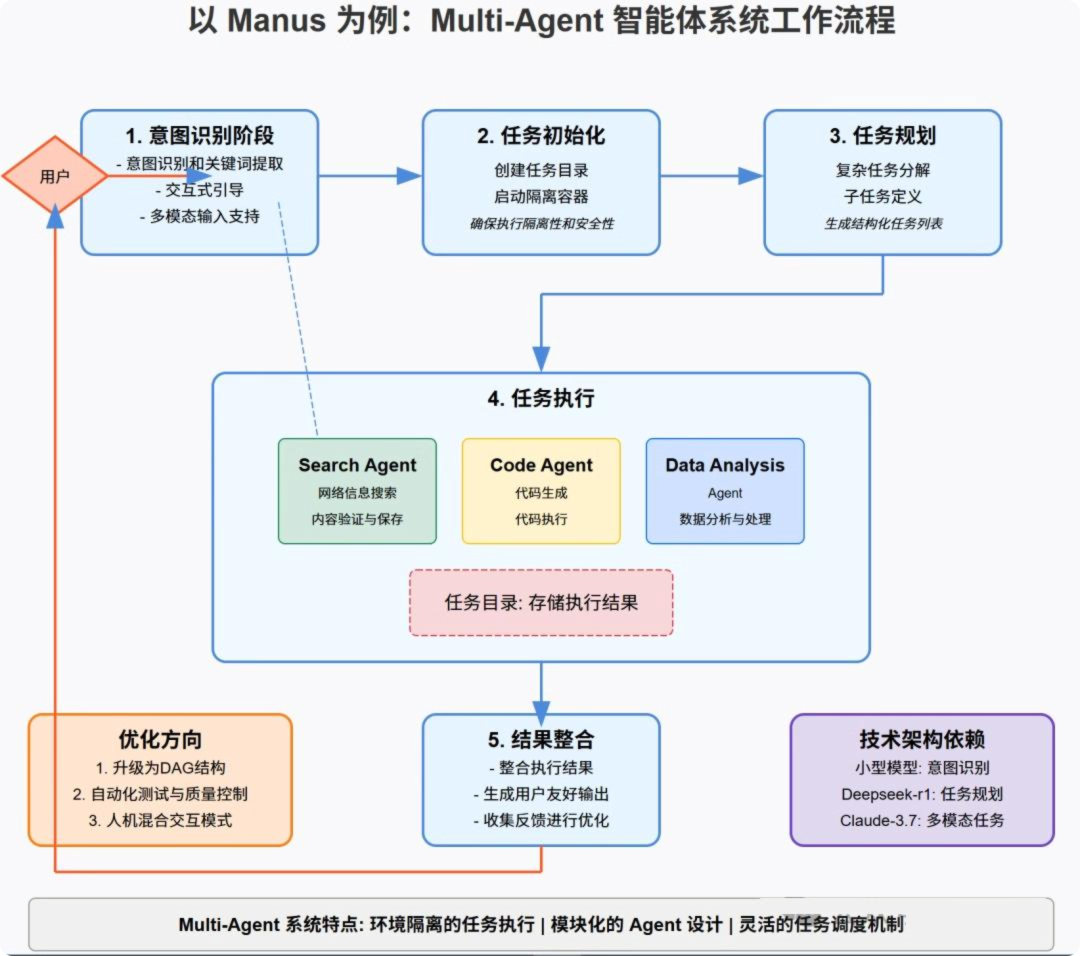 以 Manus 为例：Multi-Agent 智能体系统工作流程
用户
1. 意图识别阶段
- 意图识别和关键词提取
- 交互式引导
- 多模态输入支持
2. 任务初始化
创建任务目录
启动隔离容器
确保执行隔离性和安全性
3. 任务规划
复杂任务分解
子任务定义
生成结构化任务列表
4. 任务执行
Search Agent
网络信息搜索
内容验证与保存
Code Agent
代码生成
代码执行
Data Analysis
Agent
数据分析与处理
任务目录: 存储执行结果
优化方向
1. 升级为DAG结构
2. 自动化测试与质量控制
3. 人机混合交互模式
5. 结果整合
- 整合执行结果
- 生成用户友好输出
- 收集反馈进行优化
技术架构依赖
小型模型: 意图识别
Deepseek-r1: 任务规划
Claude-3.7: 多模态任务
Multi-Agent 系统特点: 环境隔离的任务执行 | 模块化的 Agent 设计 | 灵活的任务调度机制